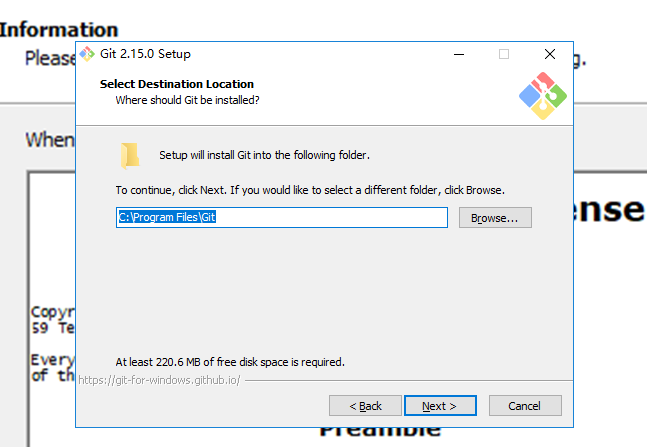 Information
Please
g.
Git 2.15.0 Setup
Select Destination Location
Where should Git be installed?
When
Setup will install Git into the following folder.
To continue, click Next. If you would like to select a different folder, click Browse.
C:\Program Files\Git
Browse...
ense
Copyr
59 Te
Every
of th
At least 220.6 MB of free disk space is required.
https://git-for-windows.github.io/
< Back
Next >
Cancel
Preamble